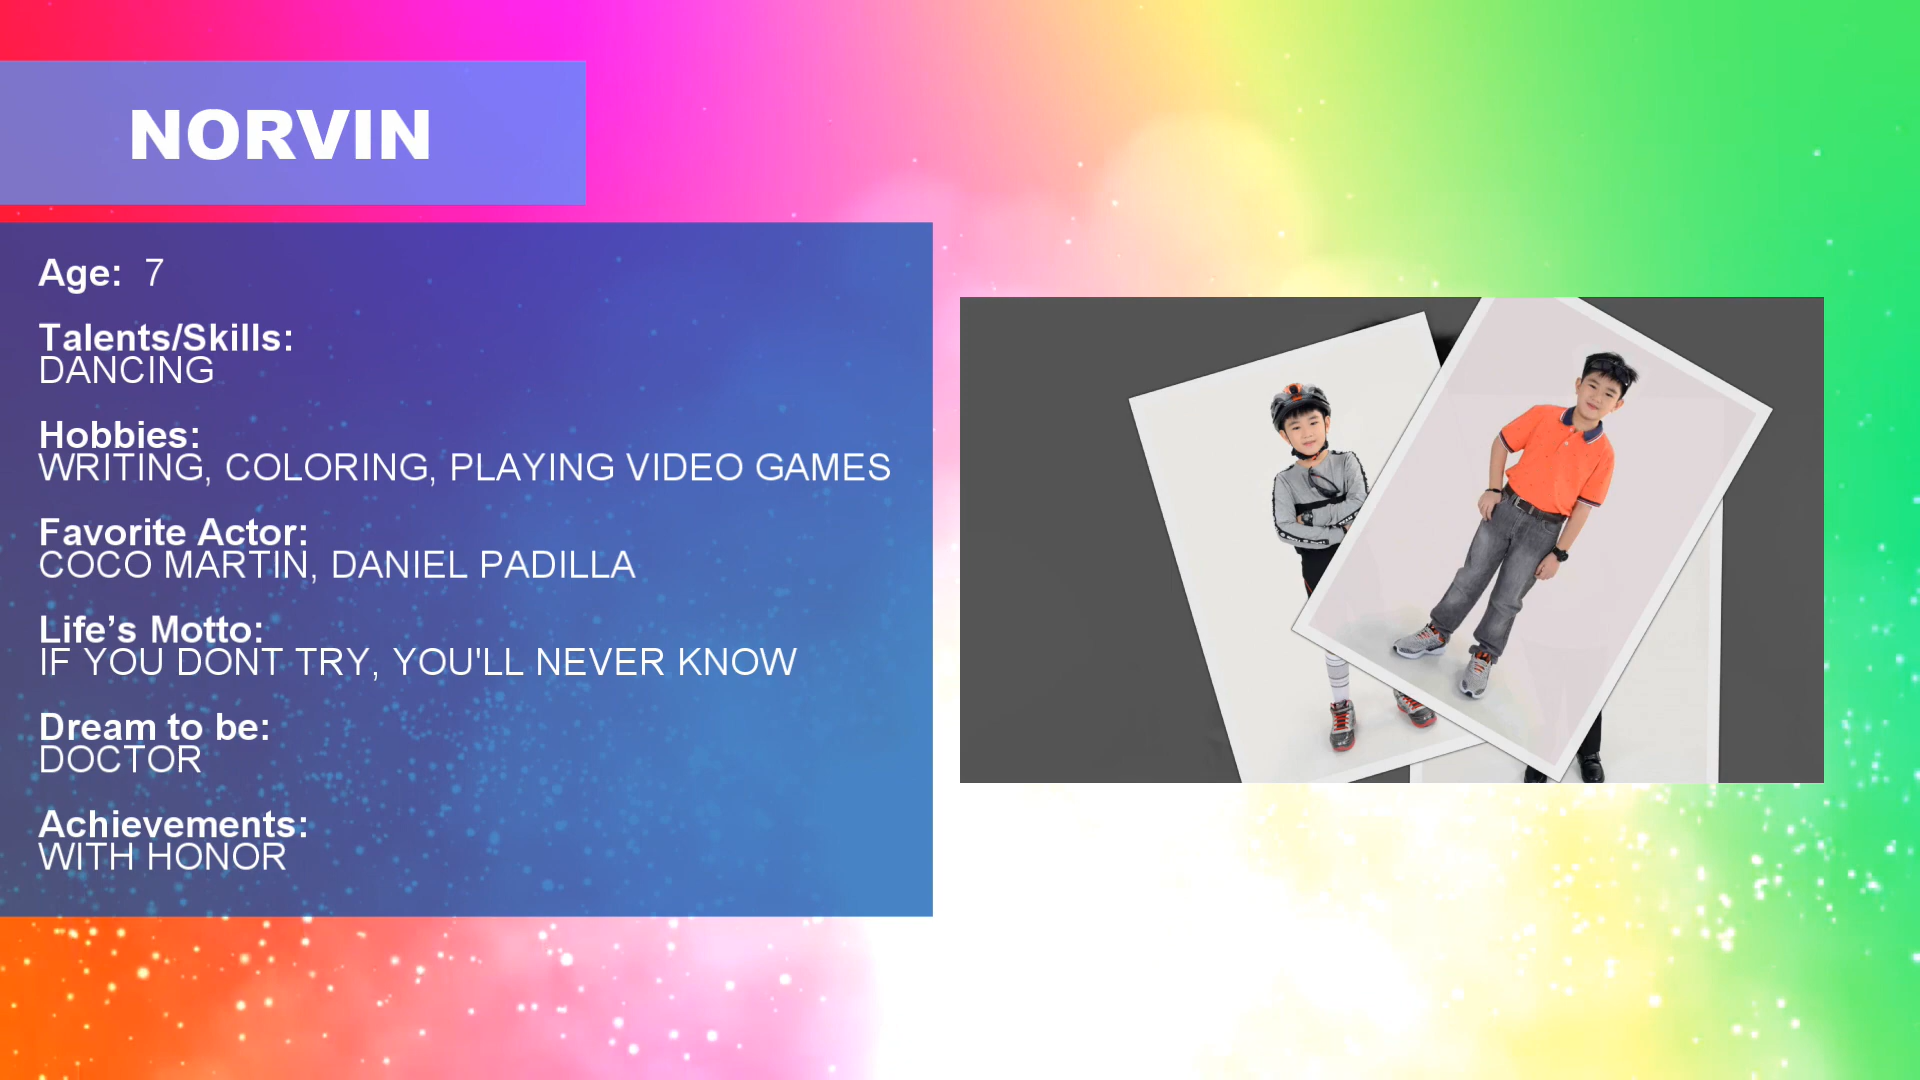 NORVIN
Age: 7
Talents/Skills:
DANCING
Hobbies:
WRITING, COLORING, PLAYING VIDEO GAMES
Favorite Actor:
COCO MARTIN, DANIEL PADILLA
Life’s Motto:
IF YOU DONT TRY, YOU'LL NEVER KNOW
Dream to be:
DOCTOR
Achievements:
WITH HONOR